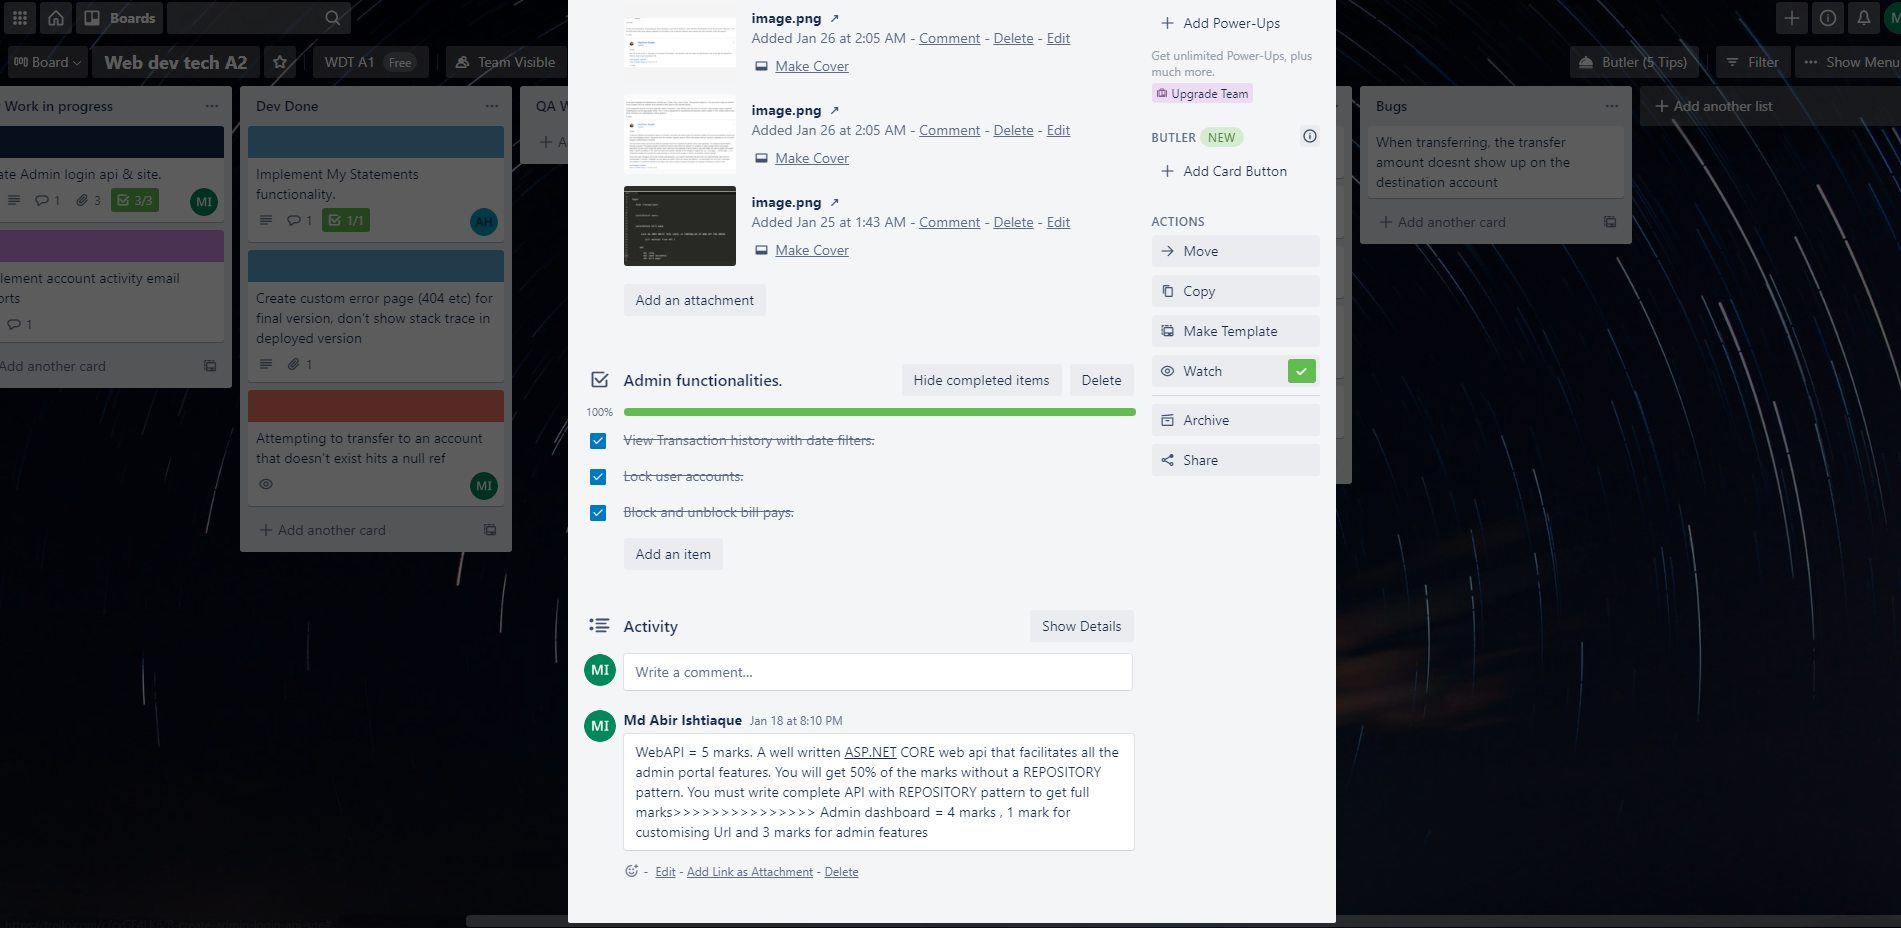 Boards
Board
Web dev tech A2
WDT A1
Free
Team Visible
Butler (5 Tips)
Filter
Show Menu
Work in progress
ate Admin login api & site.
1
3
3/3
MI
lement account activity email
orts
1
Add another card
Dev Done
Implement My Statements
functionality.
1
1/1
AH
Create custom error page (404 etc) for
final version, don't show stack trace in
deployed version
1
Attempting to transfer to an account
that doesn't exist hits a null ref
MI
Add another card
QA W
image.png
Added Jan 26 at 2:05 AM - Comment - Delete - Edit
Make Cover
image.png
Added Jan 26 at 2:05 AM - Comment - Delete - Edit
Make Cover
image.png
Added Jan 25 at 1:43 AM - Comment - Delete - Edit
Make Cover
Add an attachment
Admin functionalities.
Hide completed items
Delete
100%
View Transaction history with date filters.
Lock user accounts.
Block and unblock bill pays.
Add an item
Activity
Show Details
MI
Write a comment...
MI
Md Abir Ishtiaque Jan 18 at 8:10 PM
WebAPI = 5 marks. A well written ASP.NET CORE web api that facilitates all the
admin portal features. You will get 50% of the marks without a REPOSITORY
pattern. You must write complete API with REPOSITORY pattern to get full
marks>>>>>>>>>>>>>>> Admin dashboard = 4 marks , 1 mark for
customising Url and 3 marks for admin features
- Edit - Add Link as Attachment - Delete
Add Power-Ups
Get unlimited Power-Ups, plus
much more.
Upgrade Team
BUTLER NEW
Add Card Button
ACTIONS
Move
Copy
Make Template
Watch
Archive
Share
Bugs
When transferring, the transfer
amount doesnt show up on the
destination account
Add another card
Add another list